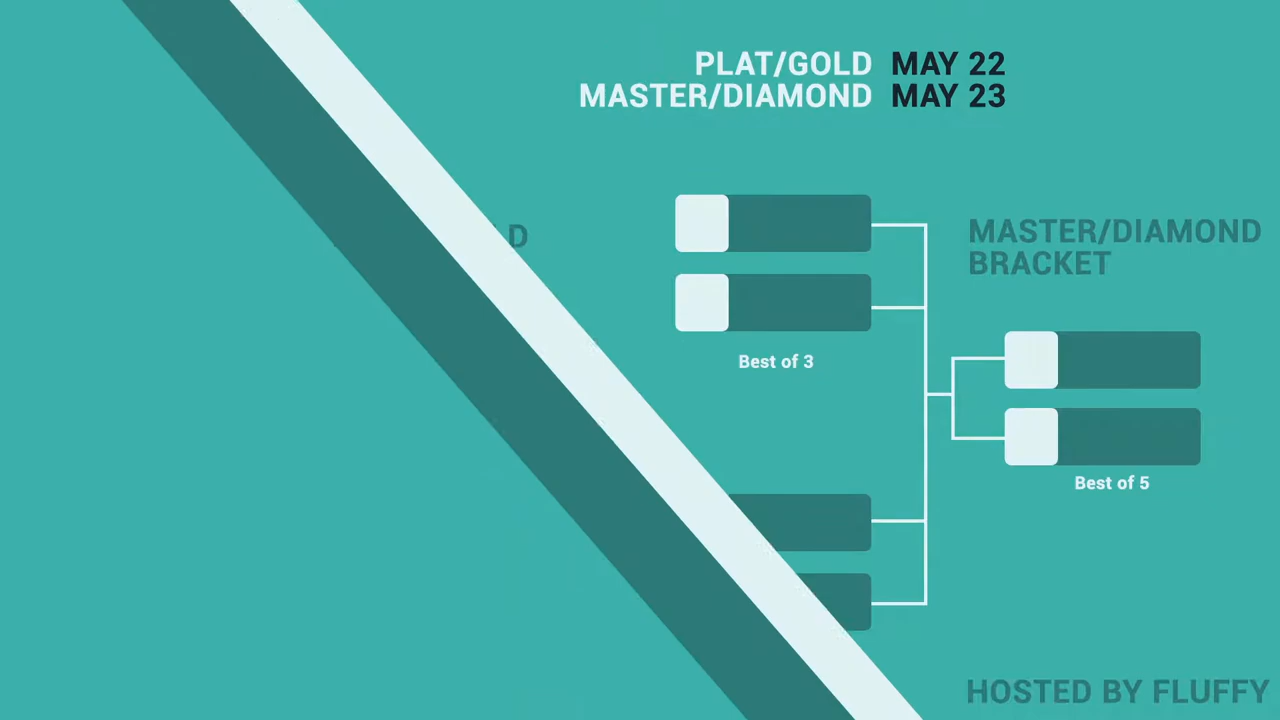 PLAT/GOLD MAY 22
MASTER/DIAMOND MAY 23
D
MASTER/DIAMOND
BRACKET
Best of 3
Best of 5
HOSTED BY FLUFFY